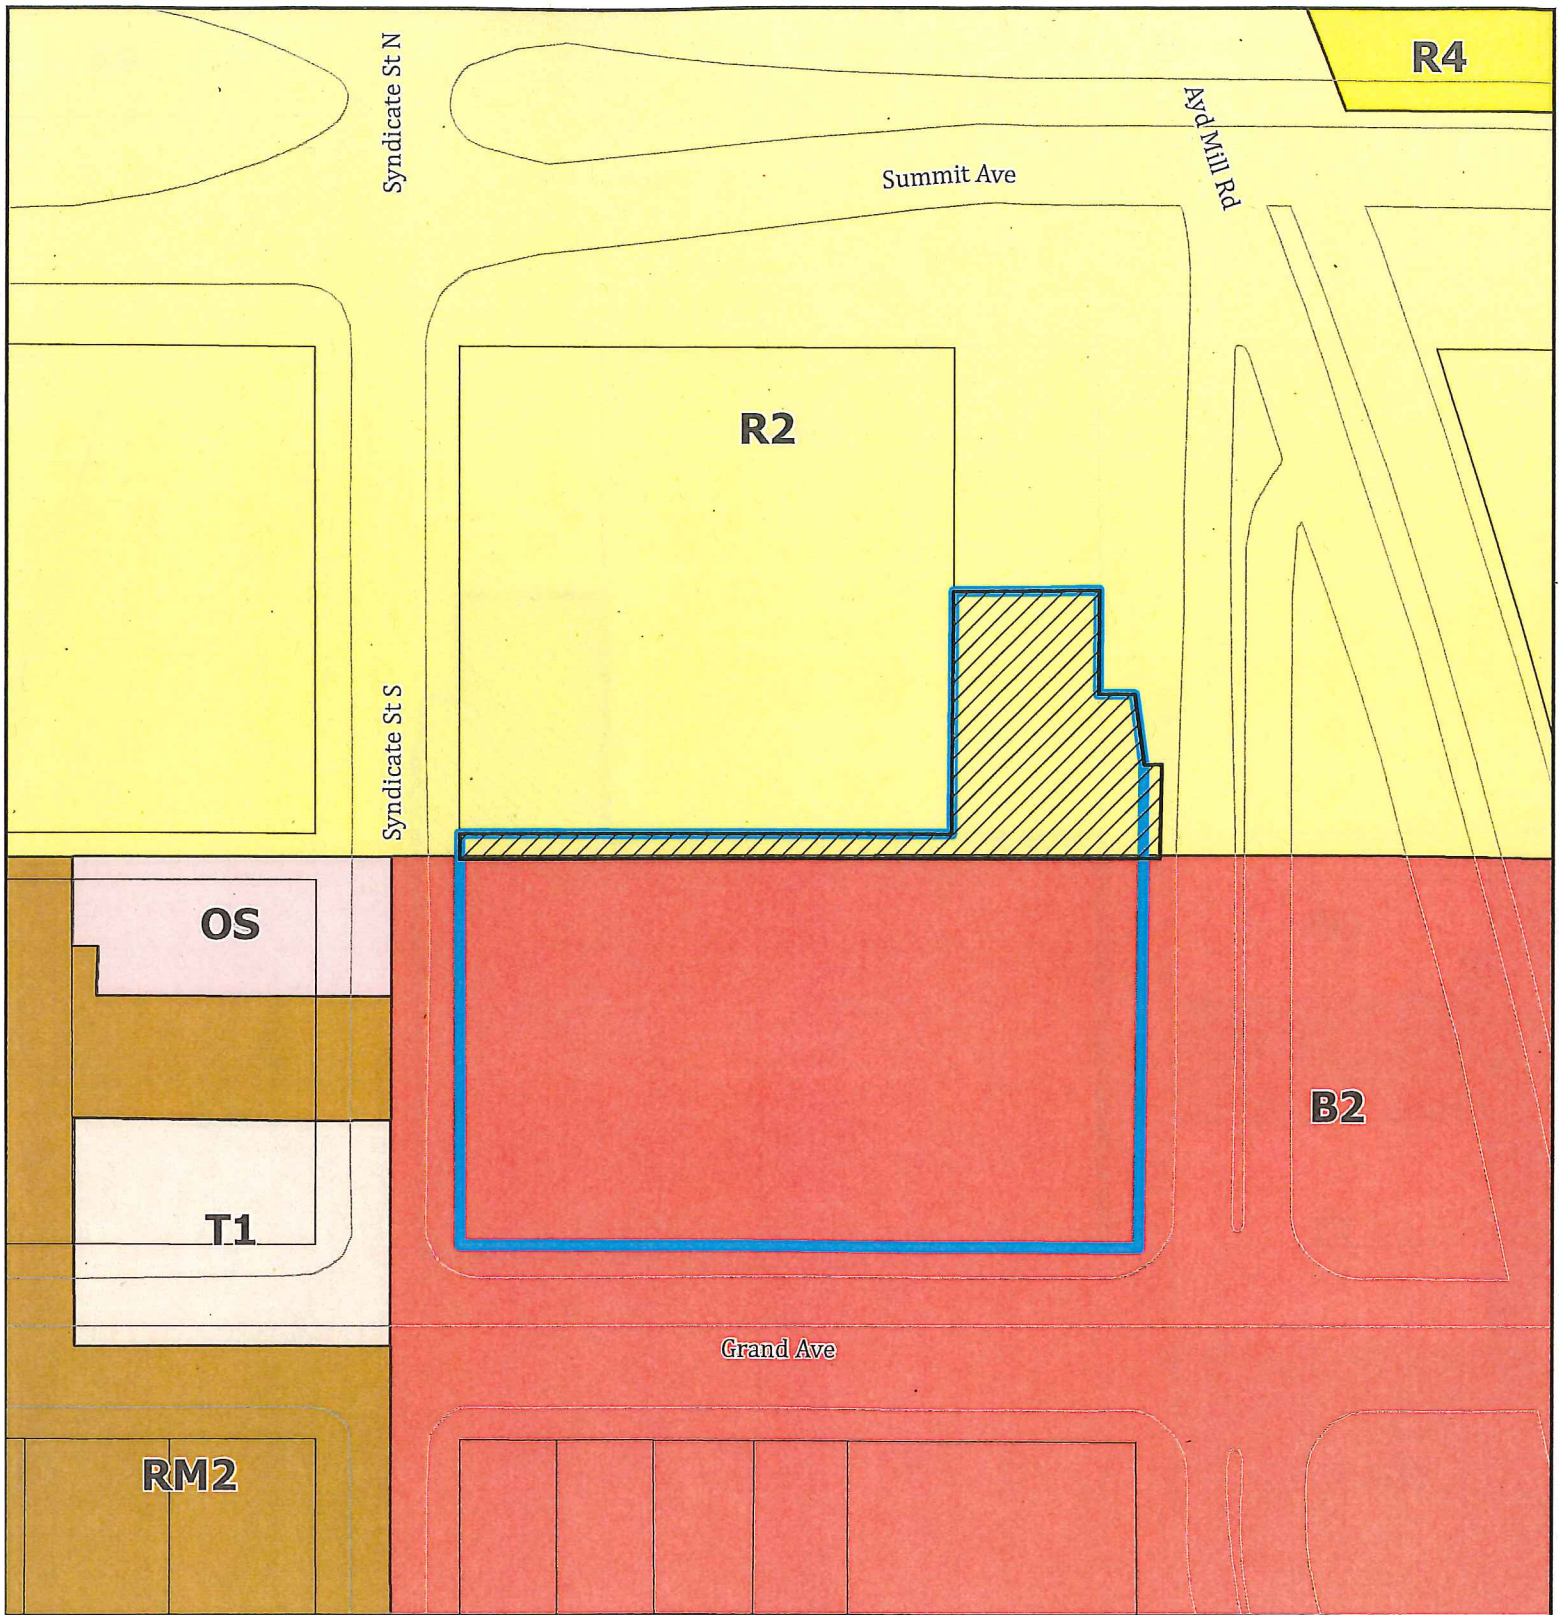 R4
Syndicate St N
Ayd Mill Rd
Summit Ave
R2
Syndicate St S
OS
B2
T1
Grand Ave
RM2